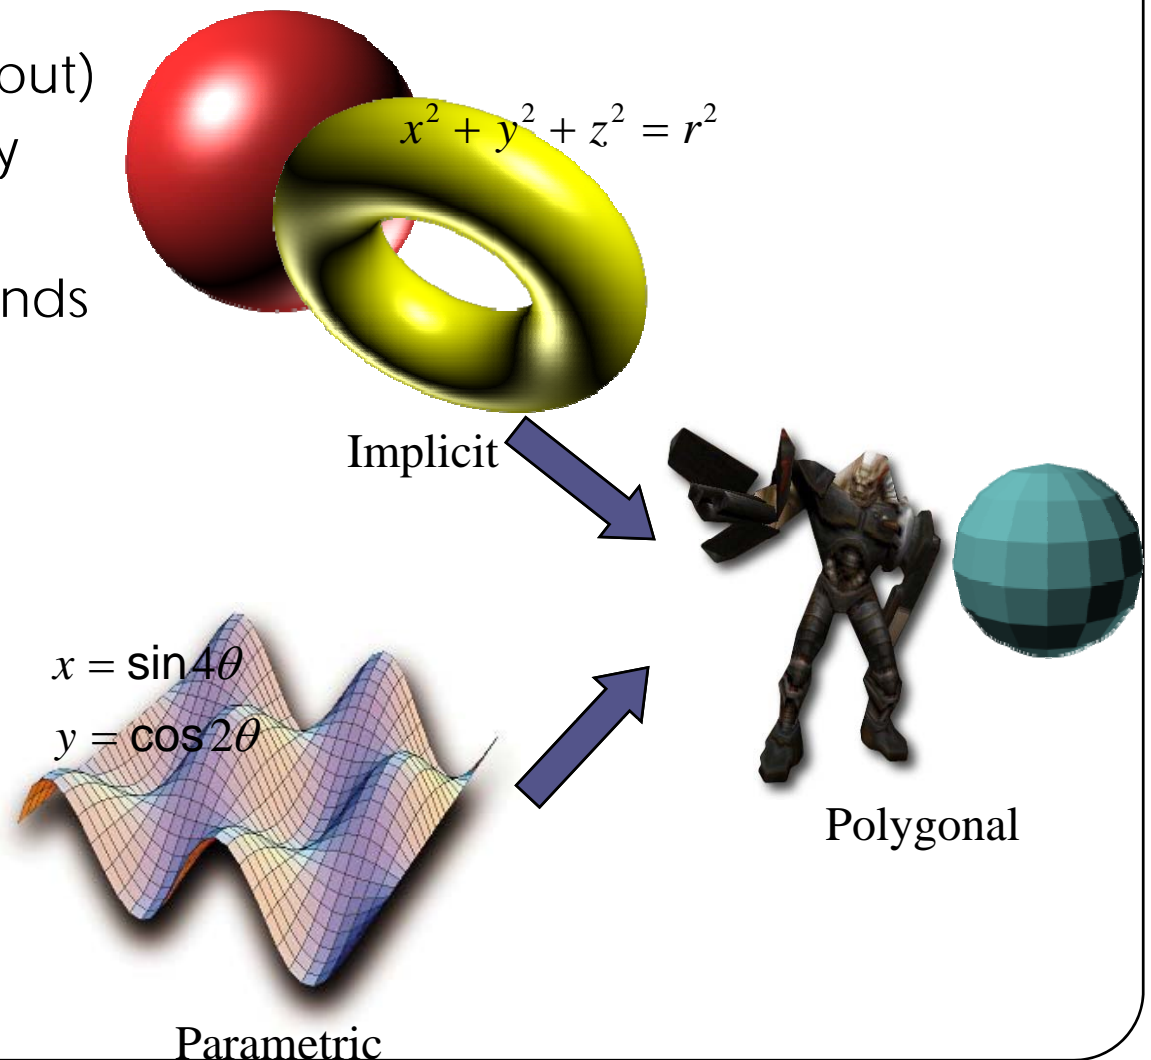 out)
x² + y² + z² = r²
y
nds
Implicit
x = sin4θ
y = cos2θ
Polygonal
Parametric